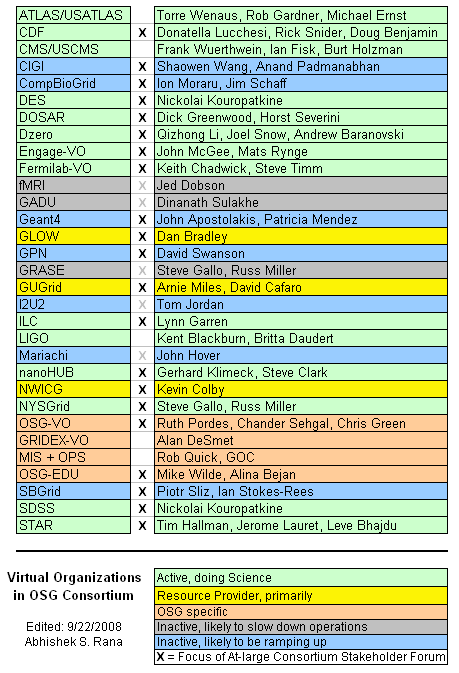 ATLAS/USATLAS Torre Wenaus, Rob Gardner, Michael Ernst
CDF X Donatella Lucchesi, Rick Snider, Doug Benjamin
CMS/USCMS Frank Wuerthwein, Ian Fisk, Burt Holzman
CIGI X Shaowen Wang, Anand Padmanabhan
CompBioGrid X Ion Moraru, Jim Schaff
DES X Nickolai Kouropatkine
DOSAR X Dick Greenwood, Horst Severini
Dzero X Qizhong Li, Joel Snow, Andrew Baranovski
Engage-VO X John McGee, Mats Rynge
Fermilab-VO X Keith Chadwick, Steve Timm
fMRI X Jed Dobson
GADU X Dinanath Sulakhe
Geant4 X John Apostolakis, Patricia Mendez
GLOW X Dan Bradley
GPN X David Swanson
GRASE X Steve Gallo, Russ Miller
GUGrid X Arnie Miles, David Cafaro
I2U2 X Tom Jordan
ILC X Lynn Garren
LIGO Kent Blackburn, Britta Daudert
Mariachi X John Hover
nanoHUB X Gerhard Klimeck, Steve Clark
NWICG X Kevin Colby
NYSGrid X Steve Gallo, Russ Miller
OSG-VO X Ruth Pordes, Chander Sehgal, Chris Green
GRIDEX-VO Alan DeSmet
MIS + OPS Rob Quick, GOC
OSG-EDU X Mike Wilde, Alina Bejan
SBGrid X Piotr Sliz, Ian Stokes-Rees
SDSS X Nickolai Kouropatkine
STAR X Tim Hallman, Jerome Lauret, Leve Bhajdu
Virtual Organizations
in OSG Consortium
Edited: 9/22/2008
Abhishek S. Rana
Active, doing Science
Resource Provider, primarily
OSG specific
Inactive, likely to slow down operations
Inactive, likely to be ramping up
X = Focus of At-large Consortium Stakeholder Forum